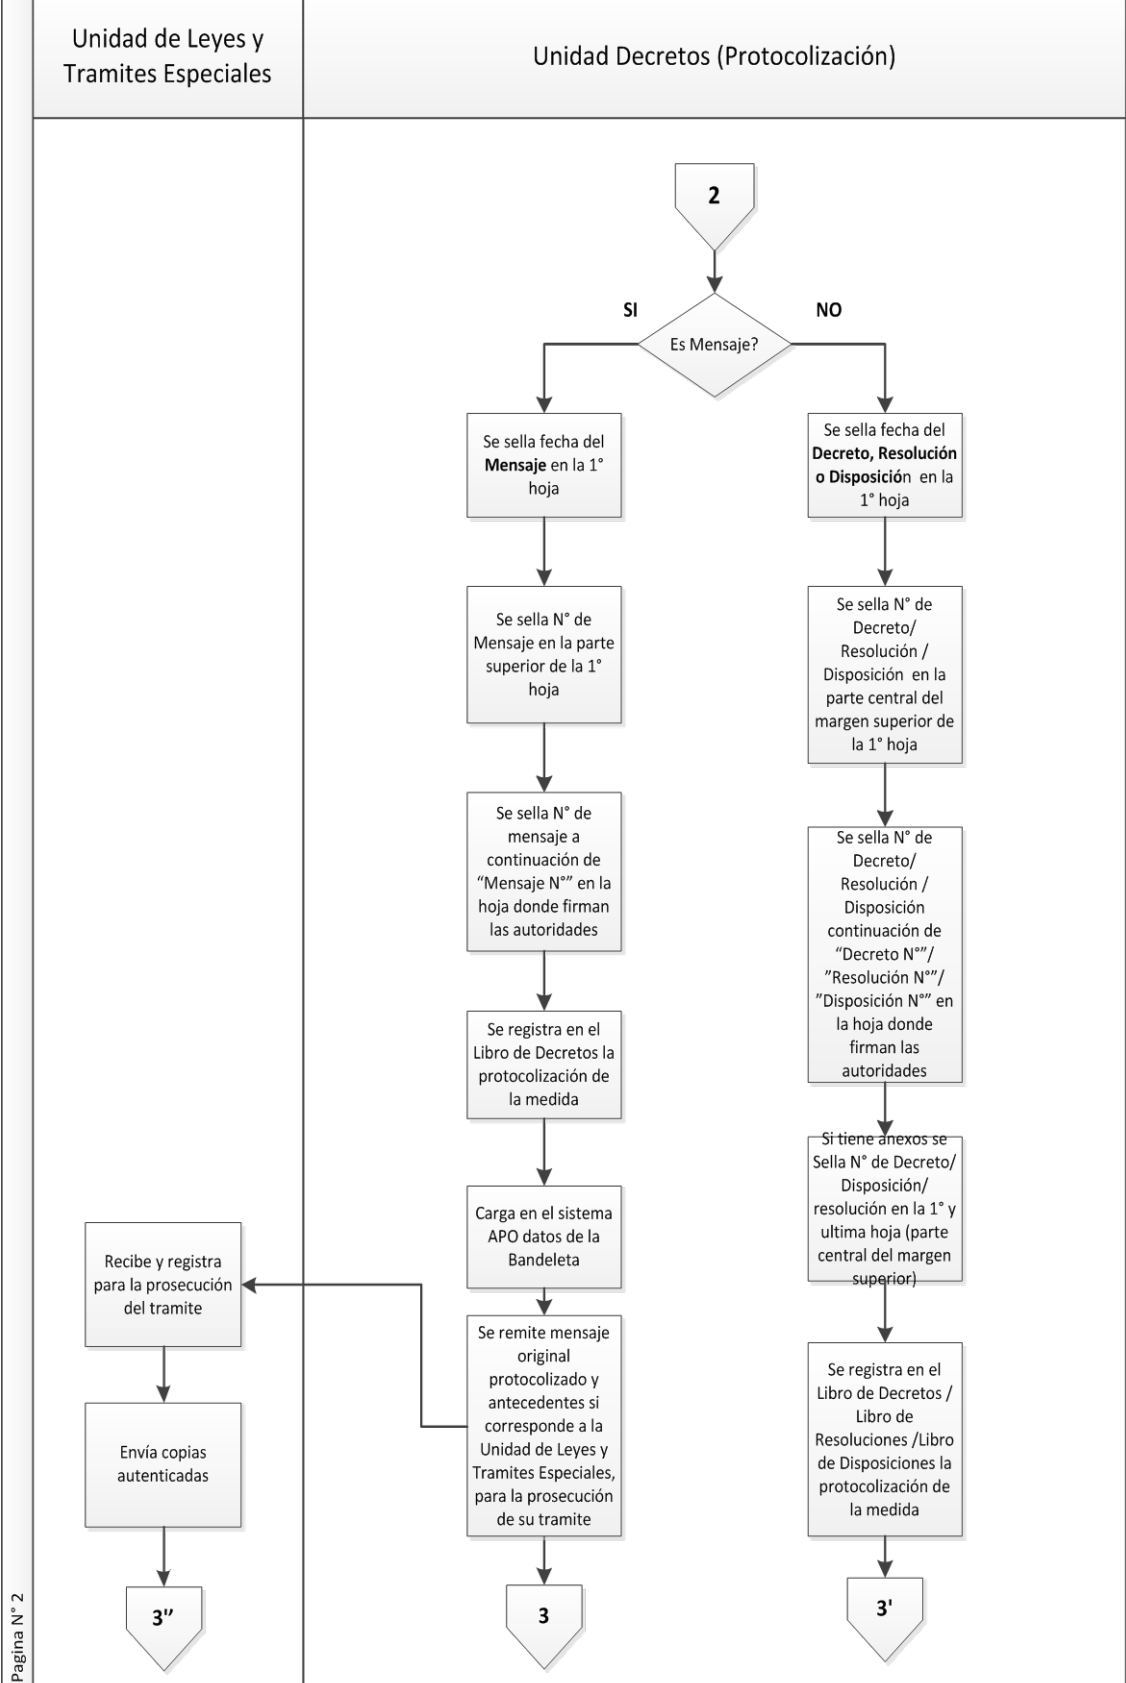 Unidad de Leyes y
Tramites Especiales
Unidad Decretos (Protocolización)
2
SI
NO
Es Mensaje?
Se sella fecha del
Mensaje en la 1°
hoja
Se sella N° de
Mensaje en la parte
superior de la 1°
hoja
Se sella N° de
mensaje a
continuación de
“Mensaje N°” en la
hoja donde firman
las autoridades
Se registra en el
Libro de Decretos la
protocolización de
la medida
Carga en el sistema
APO datos de la
Bandeleta
Se remite mensaje
original
protocolizado y
antecedentes si
corresponde a la
Unidad de Leyes y
Tramites Especiales,
para la prosecución
de su tramite
3
Se sella fecha del
Decreto, Resolución
o Disposición en la
1° hoja
Se sella N° de
Decreto/
Resolución /
Disposición en la
parte central del
margen superior de
la 1° hoja
Se sella N° de
Decreto/
Resolución /
Disposición
continuación de
“Decreto N°”/
”Resolución N°”/
”Disposición N°” en
la hoja donde
firman las
autoridades
Si tiene anexos se
Sella N° de Decreto/
Disposición/
resolución en la 1° y
ultima hoja (parte
central del margen
superior)
Se registra en el
Libro de Decretos /
Libro de
Resoluciones /Libro
de Disposiciones la
protocolización de
la medida
3'
Recibe y registra
para la prosecución
del tramite
Envía copias
autenticadas
3''
Pagina N° 2